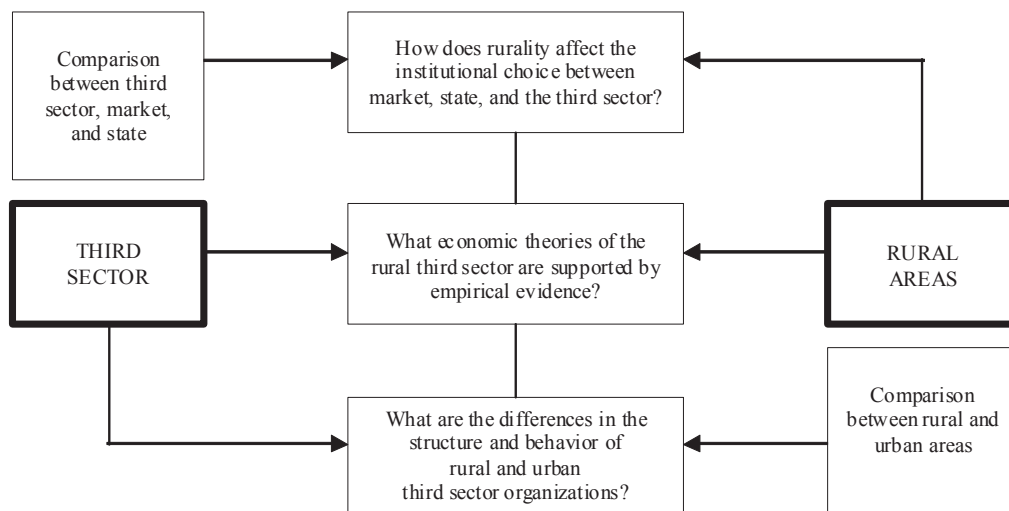 Comparison
between third
sector, market,
and state
How does rurality affect the
institutional choice between
market, state, and the third sector?
THIRD
SECTOR
What economic theories of the
rural third sector are supported by
empirical evidence?
RURAL
AREAS
What are the differences in the
structure and behavior of
rural and urban
third sector organizations?
Comparison
between rural and
urban areas